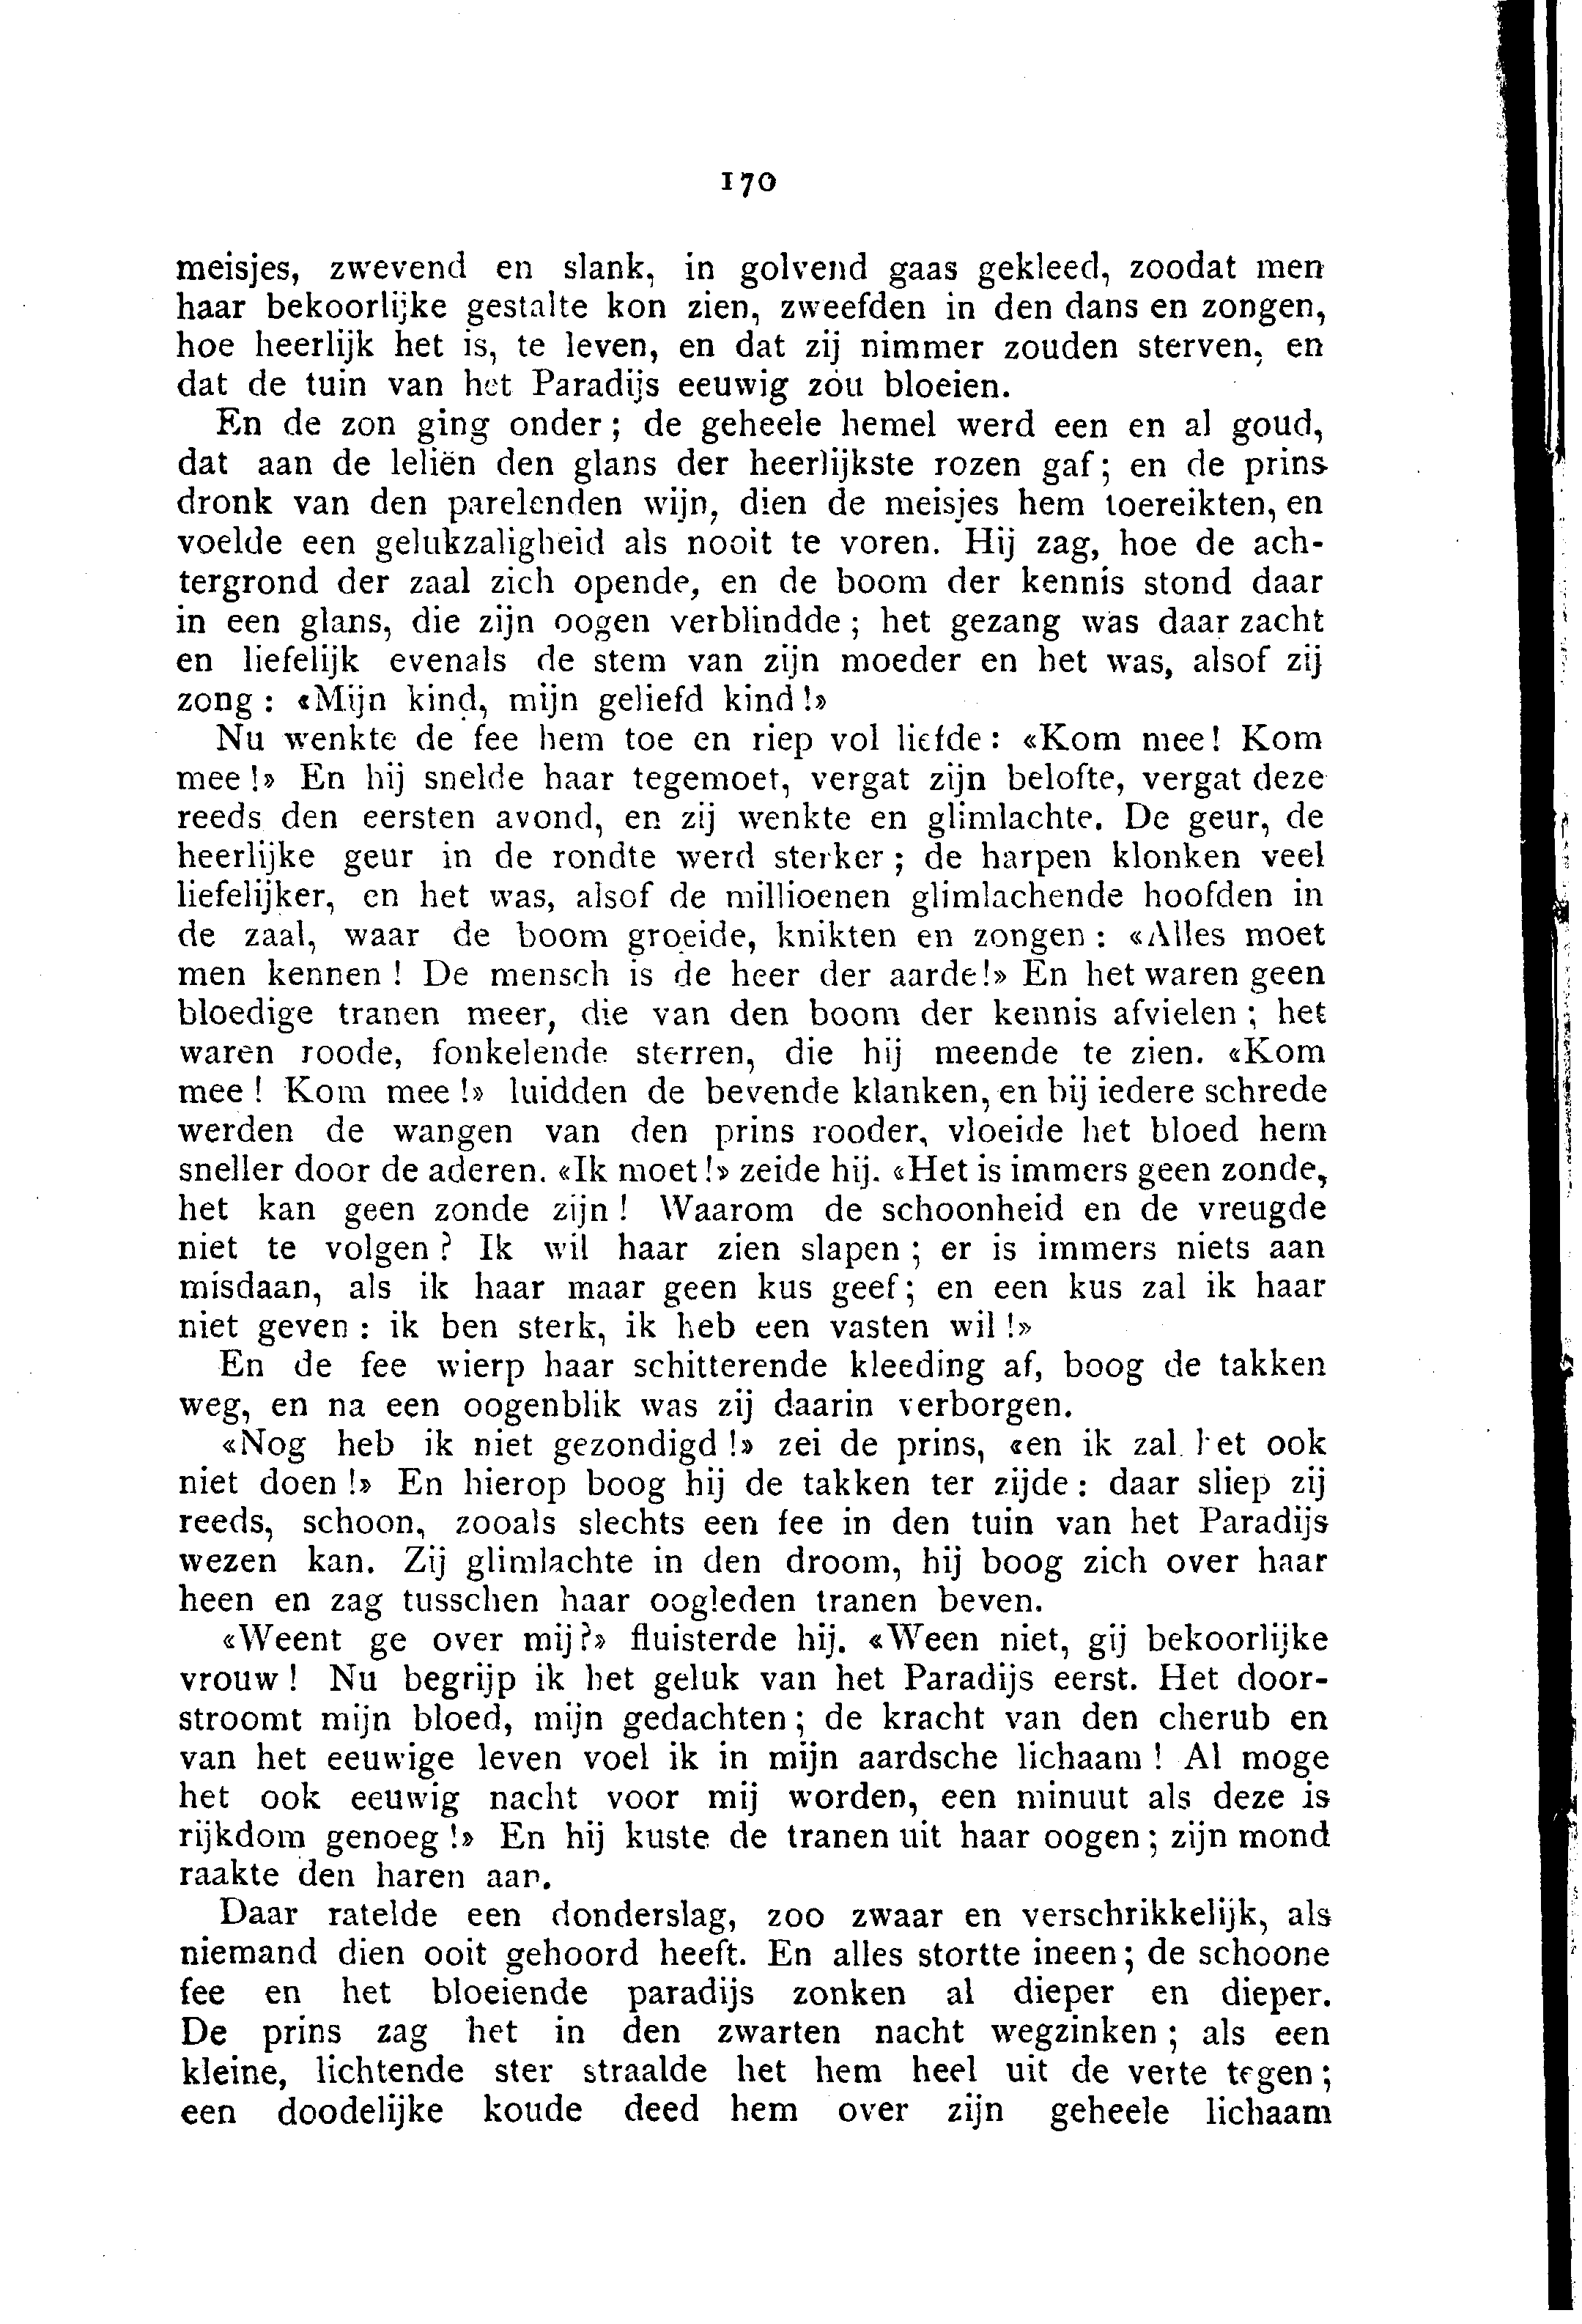 170
meisjes, zwevend en slank, in golvend gaas gekleed, zoodat men
haar bekoorlijke gestalte kon zien, zweefden in den dans en zongen,
hoe heerlijk het is, te leven, en dat zij nimmer zouden sterven, en
dat de tuin van het Paradijs eeuwig zou bloeien.
En de zon ging onder; de geheele hemel werd een en al goud,
dat aan de leliën den glans der heerlijkste rozen gaf; en de prins
dronk van den parelenden wijn, dien de meisjes hem toereikten, en
voelde een gelukzaligheid als nooit te voren. Hij zag, hoe de ach-
tergrond der zaal zich opende, en de boom der kennis stond daar
in een glans, die zijn oogen verblindde; het gezang was daar zacht
en liefelijk evenals de stem van zijn moeder en het was, alsof zij
zong: «Mijn kind, mijn geliefd kind!»
Nu wenkte de fee hem toe en riep vol liefde: «Kom mee! Kom
mee!» En hij snelde haar tegemoet, vergat zijn belofte, vergat deze
reeds den eersten avond, en zij wenkte en glimlachte. De geur, de
heerlijke geur in de rondte werd sterker; de harpen klonken veel
liefelijker, en het was, alsof de millioenen glimlachende hoofden in
de zaal, waar de boom groeide, knikten en zongen: «Alles moet
men kennen! De mensch is de heer der aarde!» En het waren geen
bloedige tranen meer, die van den boom der kennis afvielen; het
waren roode, fonkelende sterren, die hij meende te zien. «Kom
mee! Kom mee!» luidden de bevende klanken, en bij iedere schrede
werden de wangen van den prins rooder, vloeide het bloed hem
sneller door de aderen. «Ik moet!» zeide hij. «Het is immers geen zonde,
het kan geen zonde zijn! Waarom de schoonheid en de vreugde
niet te volgen? Ik wil haar zien slapen; er is immers niets aan
misdaan, als ik haar maar geen kus geef; en een kus zal ik haar
niet geven: ik ben sterk, ik heb een vasten wil!»
En de fee wierp haar schitterende kleeding af, boog de takken
weg, en na een oogenblik was zij daarin verborgen.
«Nog heb ik niet gezondigd!» zei de prins, «en ik zal het ook
niet doen!» En hierop boog hij de takken ter zijde: daar sliep zij
reeds, schoon, zooals slechts een fee in den tuin van het Paradijs
wezen kan. Zij glimlachte in den droom, hij boog zich over haar
heen en zag tusschen haar oogleden tranen beven.
«Weent ge over mij?» fluisterde hij. «Ween niet, gij bekoorlijke
vrouw! Nu begrijp ik het geluk van het Paradijs eerst. Het door-
stroomt mijn bloed, mijn gedachten; de kracht van den cherub en
van het eeuwige leven voel ik in mijn aardsche lichaam! Al moge
het ook eeuwig nacht voor mij worden, een minuut als deze is
rijkdom genoeg!» En hij kuste de tranen uit haar oogen; zijn mond
raakte den haren aan.
Daar ratelde een donderslag, zoo zwaar en verschrikkelijk, als
niemand dien ooit gehoord heeft. En alles stortte ineen; de schoone
fee en het bloeiende paradijs zonken al dieper en dieper.
De prins zag het in den zwarten nacht wegzinken; als een
kleine, lichtende ster straalde het hem heel uit de verte tegen;
een doodelijke koude deed hem over zijn geheele lichaam